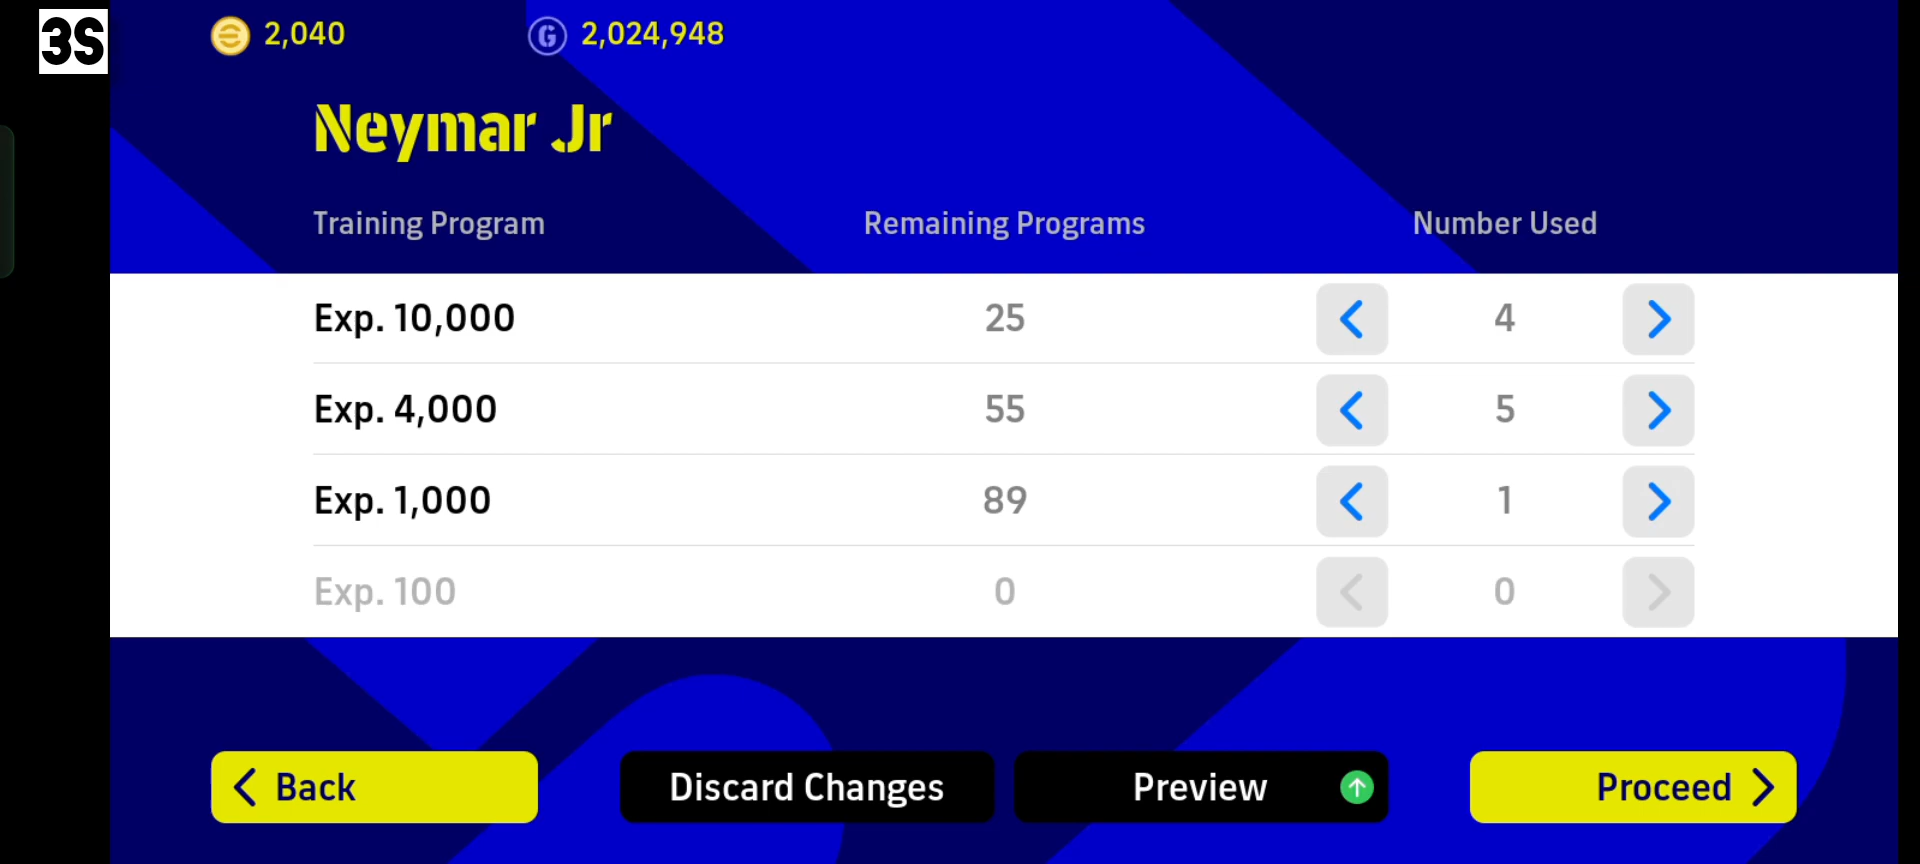 3S
2,040
2,024,948
Neymar Jr
Training Program Remaining Programs Number Used
Exp. 10,000 25 4
Exp. 4,000 55 5
Exp. 1,000 89 1
Exp. 100 0 0
Back Discard Changes Preview Proceed